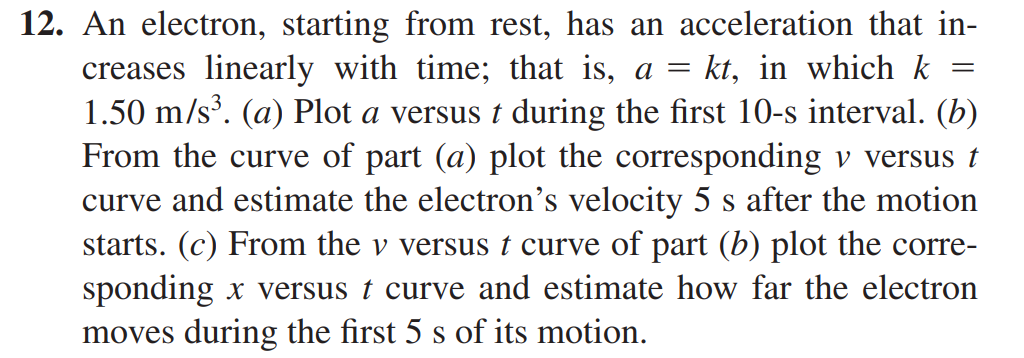 12. An electron, starting from rest, has an acceleration that in-
creases linearly with time; that is, a = kt, in which k =
1.50 m/s³. (a) Plot a versus t during the first 10-s interval. (b)
From the curve of part (a) plot the corresponding v versus t
curve and estimate the electron's velocity 5 s after the motion
starts. (c) From the v versus t curve of part (b) plot the corre-
sponding x versus t curve and estimate how far the electron
moves during the first 5 s of its motion.